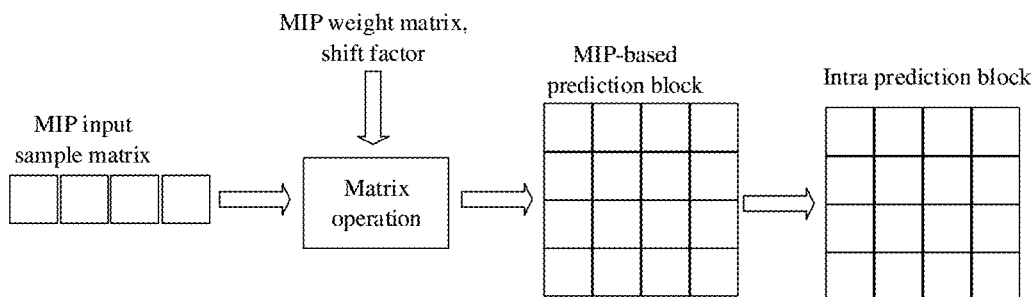 MIP weight matrix,
shift factor
MIP input
sample matrix
Matrix
operation
MIP-based
prediction block
Intra prediction block